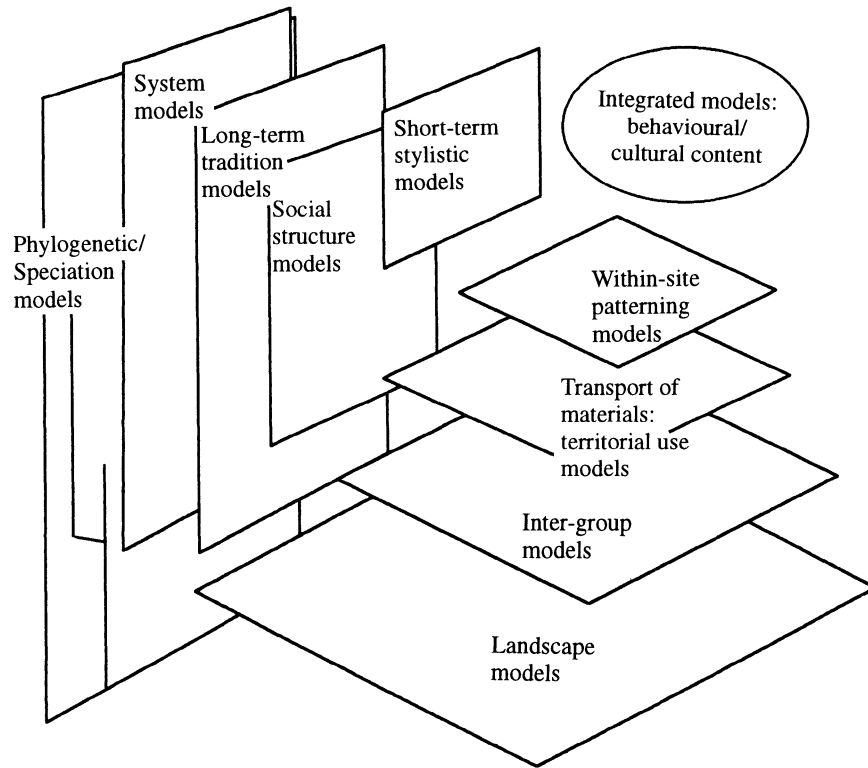 System
models
Long-term
tradition
models
Short-term
stylistic
models
Integrated models:
behavioural/
cultural content
Social
structure
models
Phylogenetic/
Speciation
models
Within-site
patterning
models
Transport of
materials:
territorial use
models
Inter-group
models
Landscape
models